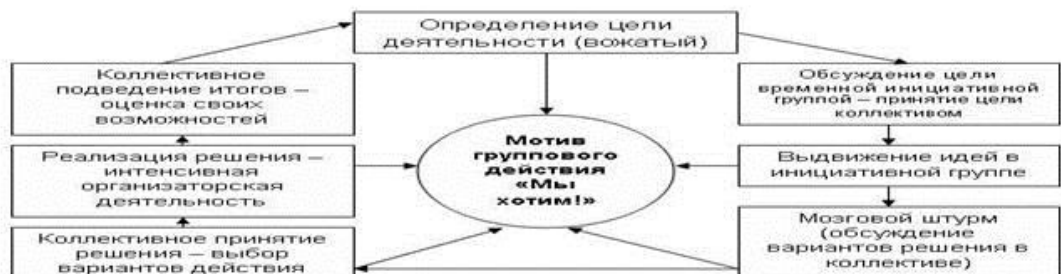 Определение цели
деятельности (вожатый)
Коллективное
подведение итогов –
оценка своих
возможностей
Обсуждение цели
временной инициативной
группой – принятие цели
коллективом
Мотив
группового
действия
«Мы
хотим!»
Реализация решения –
интенсивная
организаторская
деятельность
Выдвижение идей в
инициативной группе
Коллективное принятие
решения – выбор
вариантов действия
Мозговой штурм
(обсуждение
вариантов решения в
коллективе)